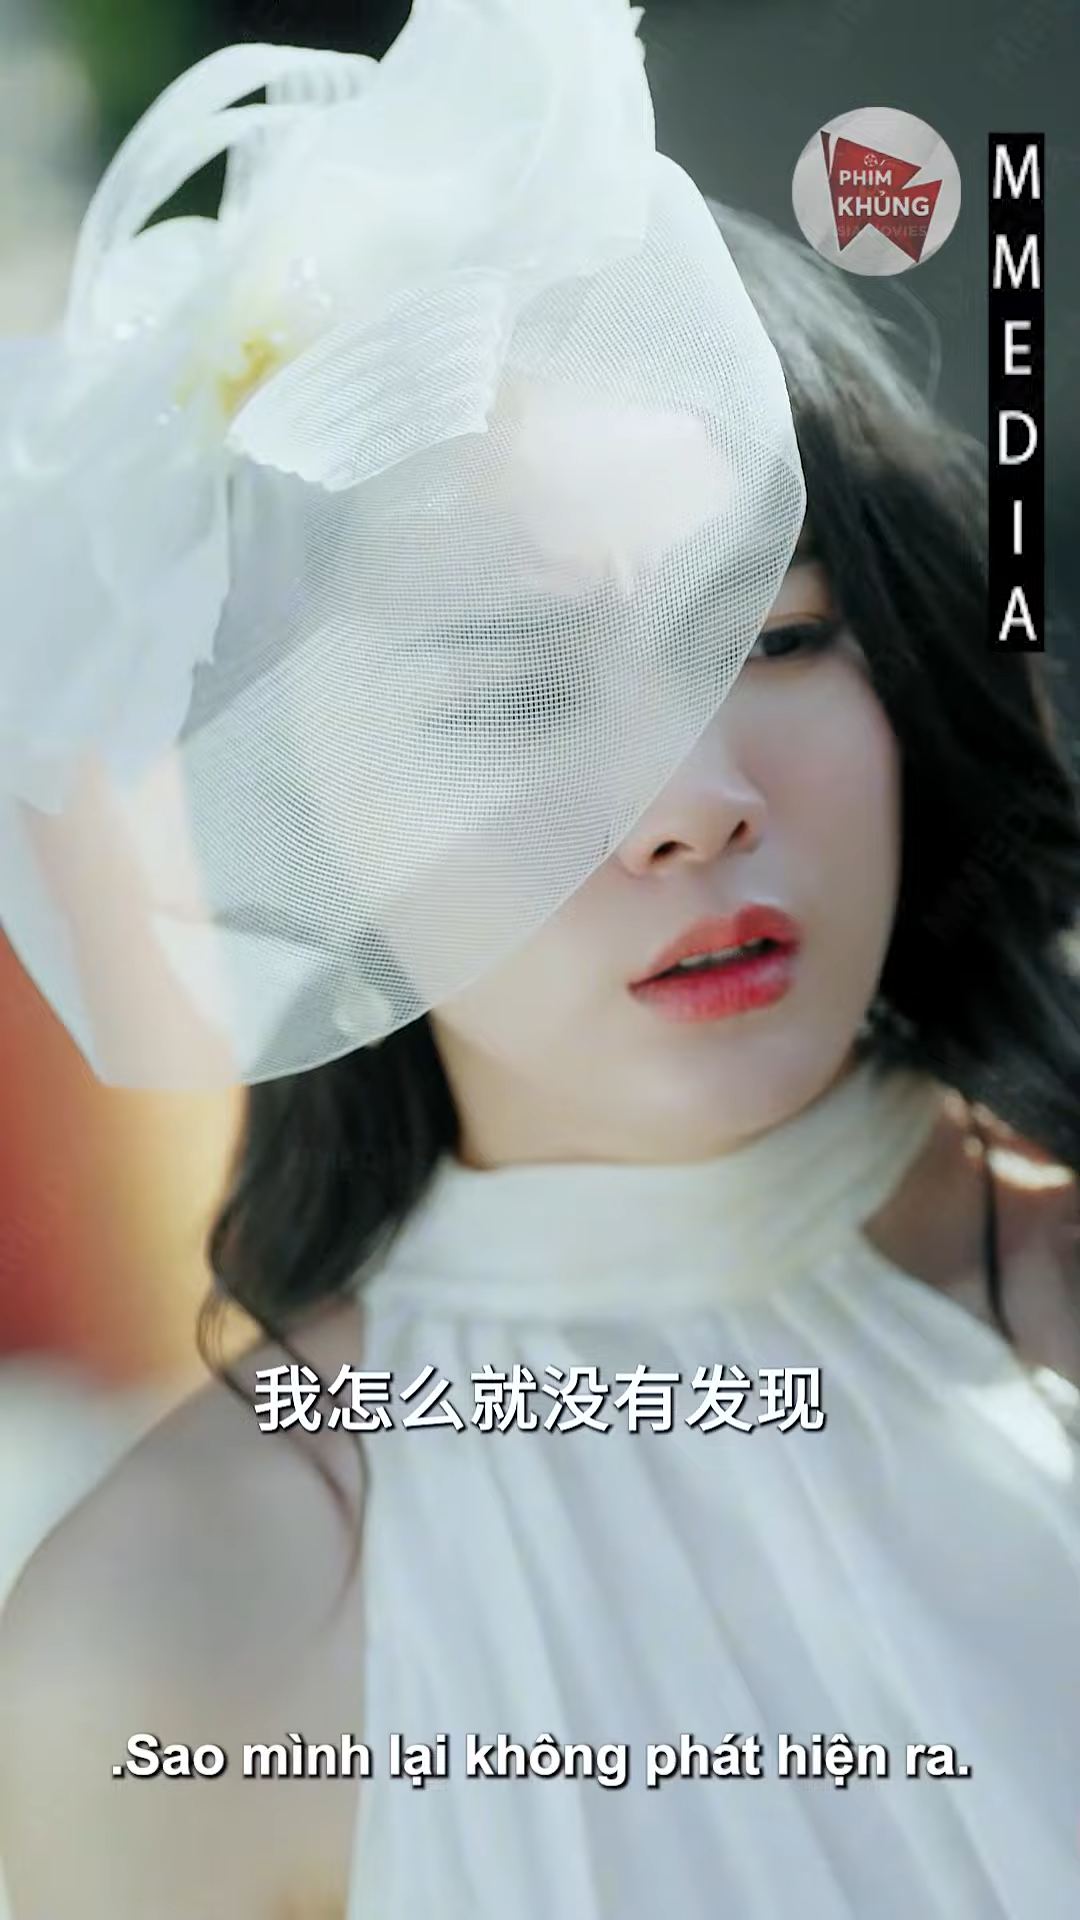 PHIM
KHỦNG
MMEDIA
我怎么就没有发现
.Sao mình lại không phát hiện ra.